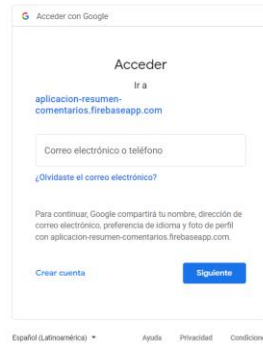 Acceder con Google
Acceder
Ir a
aplicacion-resumen-
comentarios.firebaseapp.com
Correo electrónico o teléfono
¿Olvidaste el correo electrónico?
Para continuar, Google compartirá tu nombre, dirección de
correo electrónico, preferencia de idioma y foto de perfil
con aplicacion-resumen-comentarios.firebaseapp.com.
Crear cuenta
Siguiente
Español (Latinoamérica)
Ayuda
Privacidad
Condicione